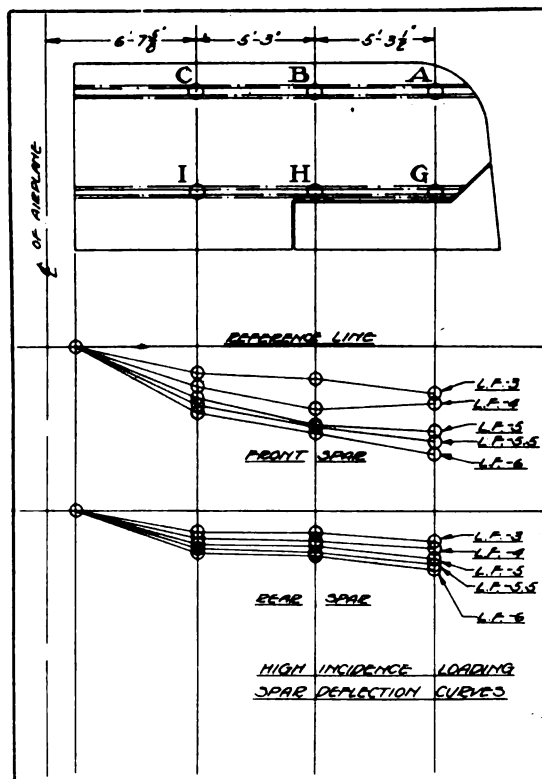 6'-7⅝" 5'-3" 5'-3½"
C B A
I H G
℄ OF AIRPLANE
REFERENCE LINE
L.F.-3
L.F.-4
L.F.-5
L.F.-5.5
L.F.-6
FRONT SPAR
L.F.-3
L.F.-4
L.F.-5
L.F.-5.5
L.F.-6
REAR SPAR
HIGH INCIDENCE LOADING
SPAR DEFLECTION CURVES